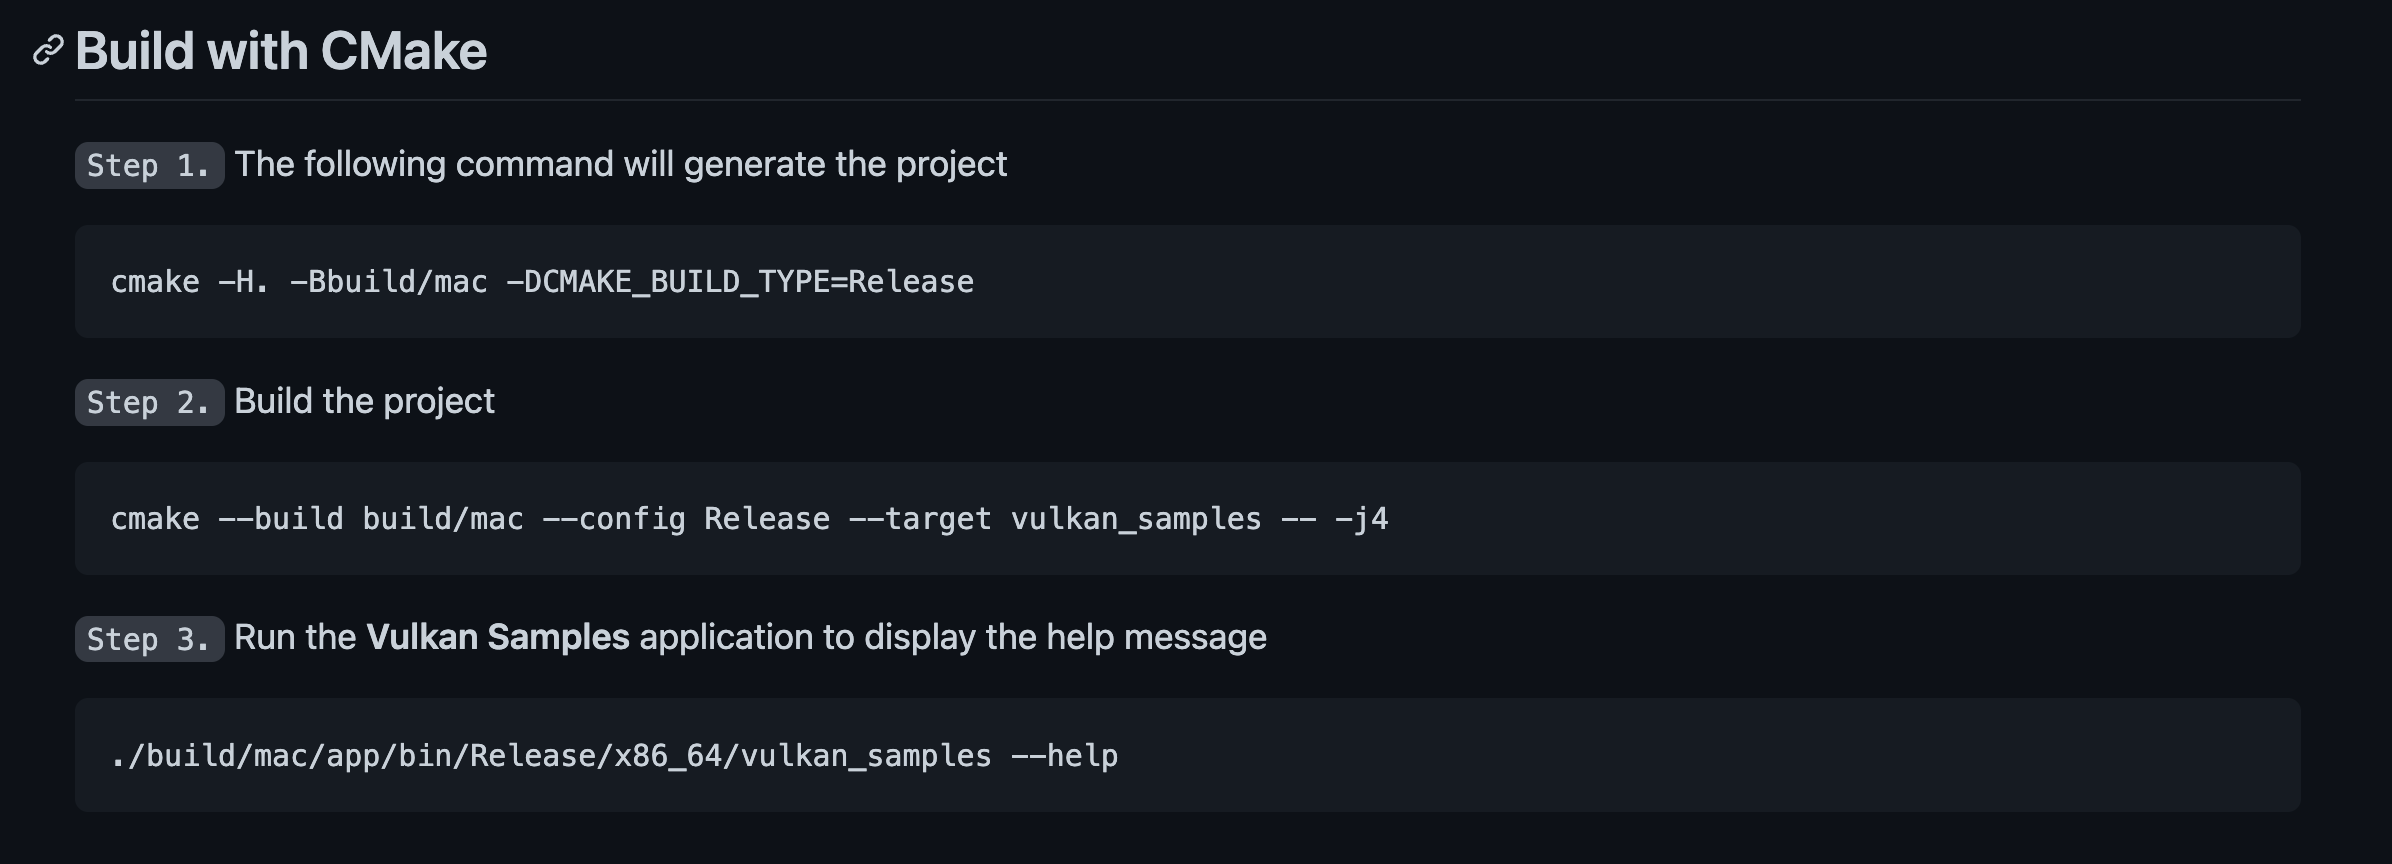 Build with CMake
Step 1. The following command will generate the project
cmake -H. -Bbuild/mac -DCMAKE_BUILD_TYPE=Release
Step 2. Build the project
cmake --build build/mac --config Release --target vulkan_samples -- -j4
Step 3. Run the Vulkan Samples application to display the help message
./build/mac/app/bin/Release/x86_64/vulkan_samples --help